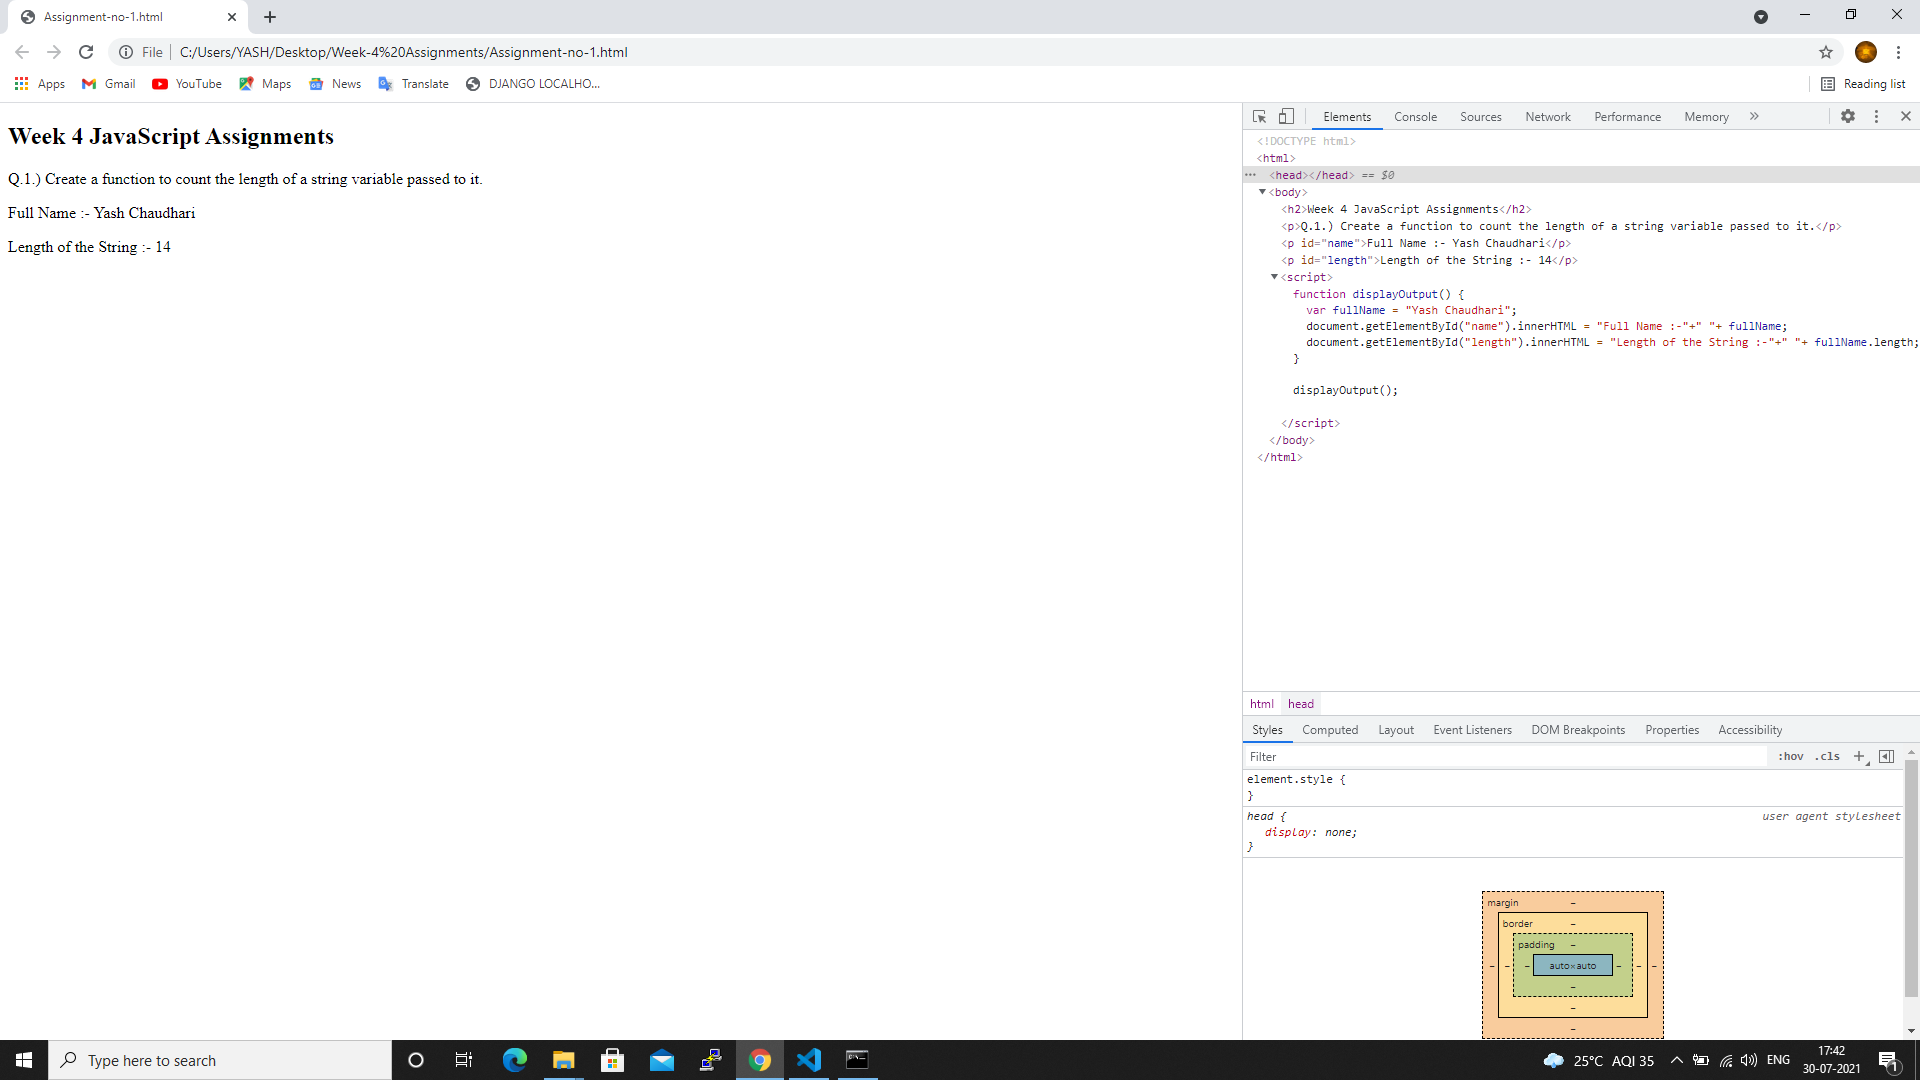 Assignment-no-1.html
File
C:/Users/YASH/Desktop/Week-4%20Assignments/Assignment-no-1.html
Apps Gmail YouTube Maps News Translate DJANGO LOCALHO... Reading list
Week 4 JavaScript Assignments
Q.1.) Create a function to count the length of a string variable passed to it.
Full Name :- Yash Chaudhari
Length of the String :- 14
Elements Console Sources Network Performance Memory »
<!DOCTYPE html>
<html>
<head></head> == $0
<body>
<h2>Week 4 JavaScript Assignments</h2>
<p>Q.1.) Create a function to count the length of a string variable passed to it.</p>
<p id="name">Full Name :- Yash Chaudhari</p>
<p id="length">Length of the String :- 14</p>
<script>
function displayOutput() {
var fullName = "Yash Chaudhari";
document.getElementById("name").innerHTML = "Full Name :-"+" "+ fullName;
document.getElementById("length").innerHTML = "Length of the String :-"+" "+ fullName.length;
}
displayOutput();
</script>
</body>
</html>
html head
Styles Computed Layout Event Listeners DOM Breakpoints Properties Accessibility
Filter :hov .cls +
element.style {
}
head { user agent stylesheet
display: none;
}
margin –
border –
padding –
– – – auto×auto – – –
–
–
–
Type here to search
25°C AQI 35 ENG
17:42
30-07-2021
1